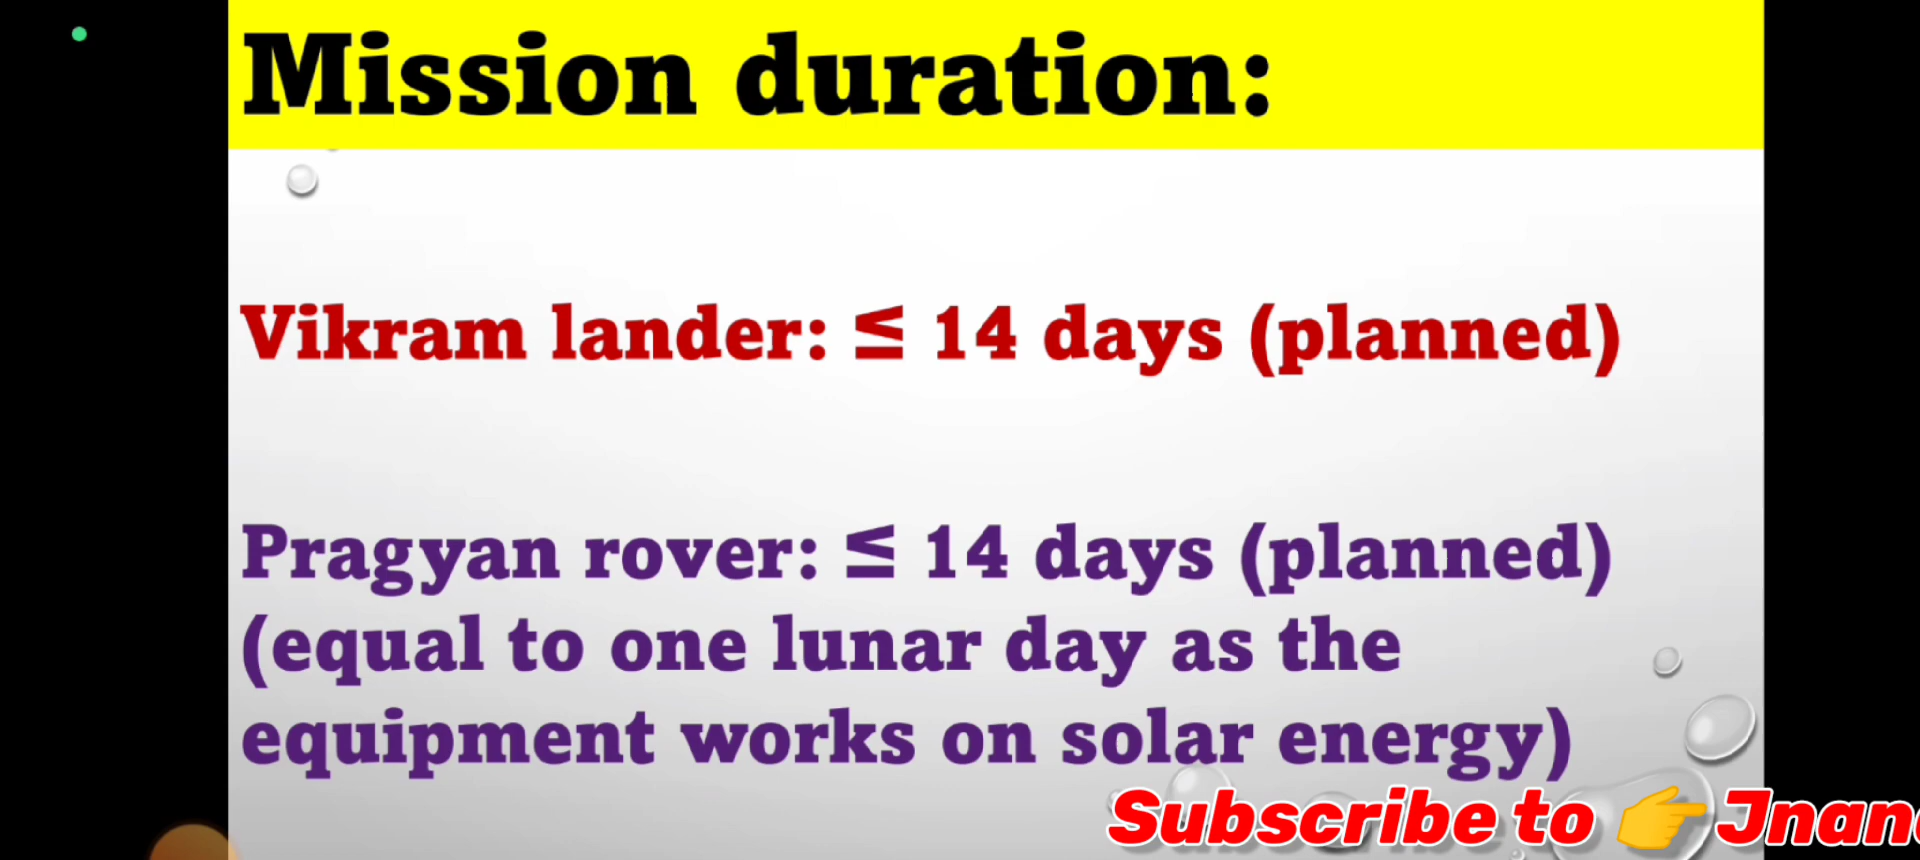 Mission duration:
Vikram lander: ≤ 14 days (planned)
Pragyan rover: ≤ 14 days (planned)
(equal to one lunar day as the
equipment works on solar energy)
Subscribe to 👉 Jnan